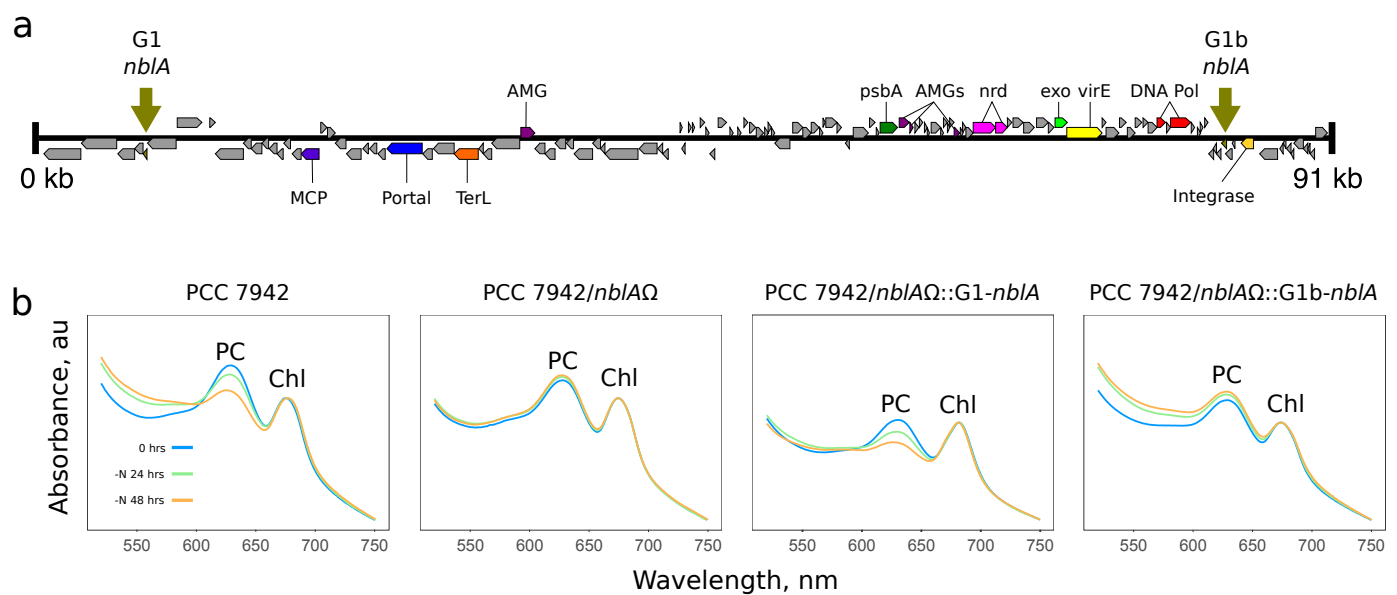 a
G1
nblA
G1b
nblA
AMG
psbA AMGs nrd exo virE DNA Pol
0 kb
MCP Portal TerL Integrase
91 kb
b
PCC 7942
PCC 7942/nblAΩ
PCC 7942/nblAΩ::G1-nblA
PCC 7942/nblAΩ::G1b-nblA
Absorbance, au
PC Chl
0 hrs
-N 24 hrs
-N 48 hrs
550 600 650 700 750
PC Chl
550 600 650 700 750
PC Chl
550 600 650 700 750
PC Chl
550 600 650 700 750
Wavelength, nm